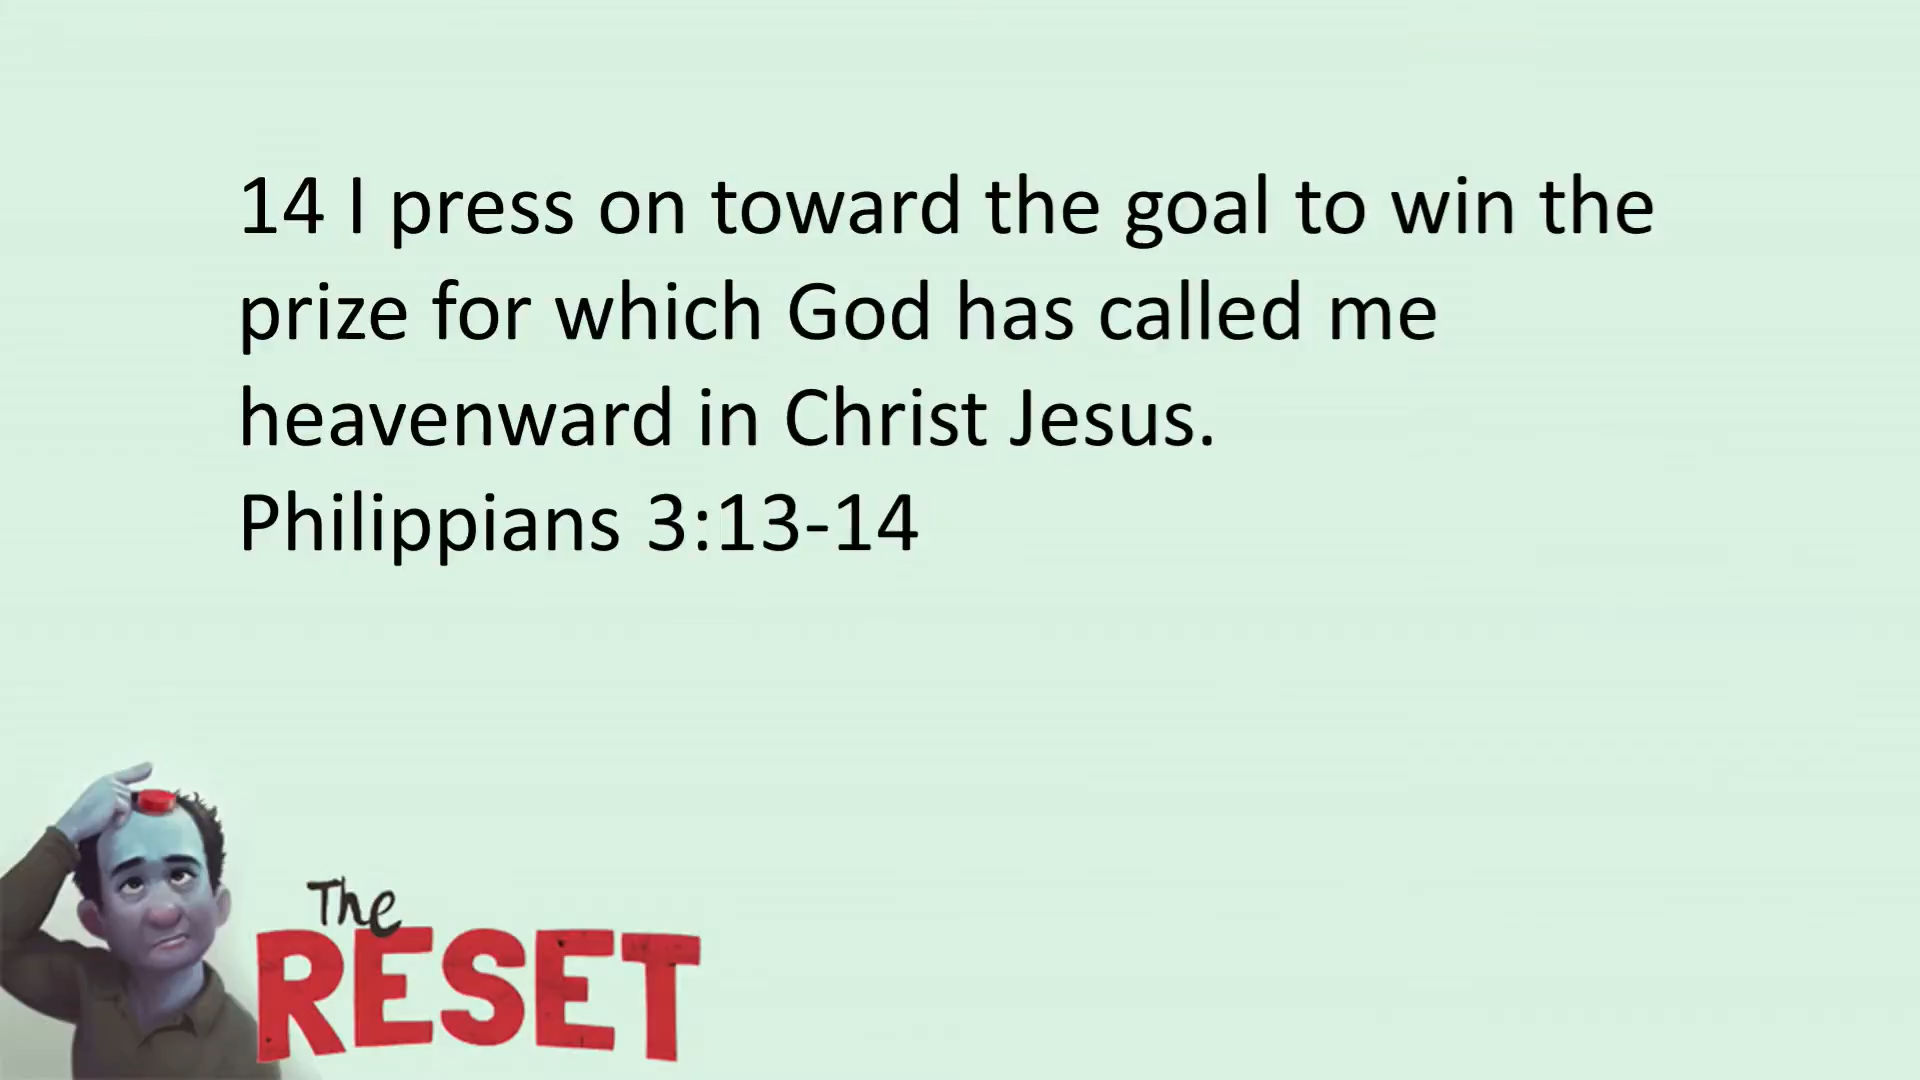 14 I press on toward the goal to win the
prize for which God has called me
heavenward in Christ Jesus.
Philippians 3:13-14
The
RESET